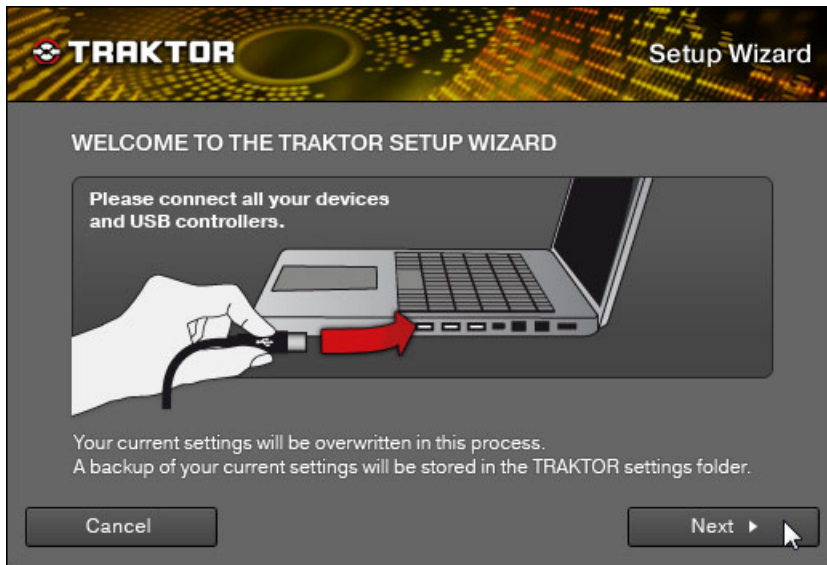 TRAKTOR
Setup Wizard
WELCOME TO THE TRAKTOR SETUP WIZARD
Please connect all your devices
and USB controllers.
Your current settings will be overwritten in this process.
A backup of your current settings will be stored in the TRAKTOR settings folder.
Cancel
Next